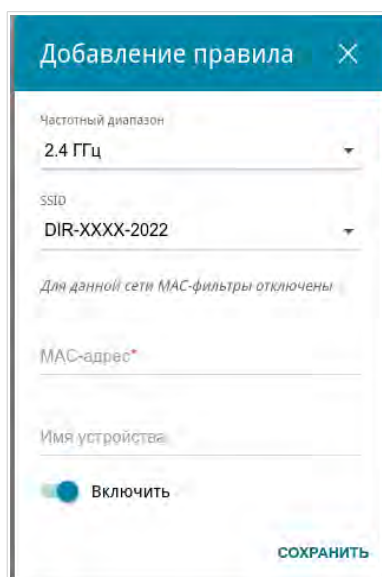 Добавление правила
Частотный диапазон
2.4 ГГц
SSID
DIR-XXXX-2022
Для данной сети MAC-фильтры отключены
MAC-адрес*
Имя устройства
Включить
СОХРАНИТЬ